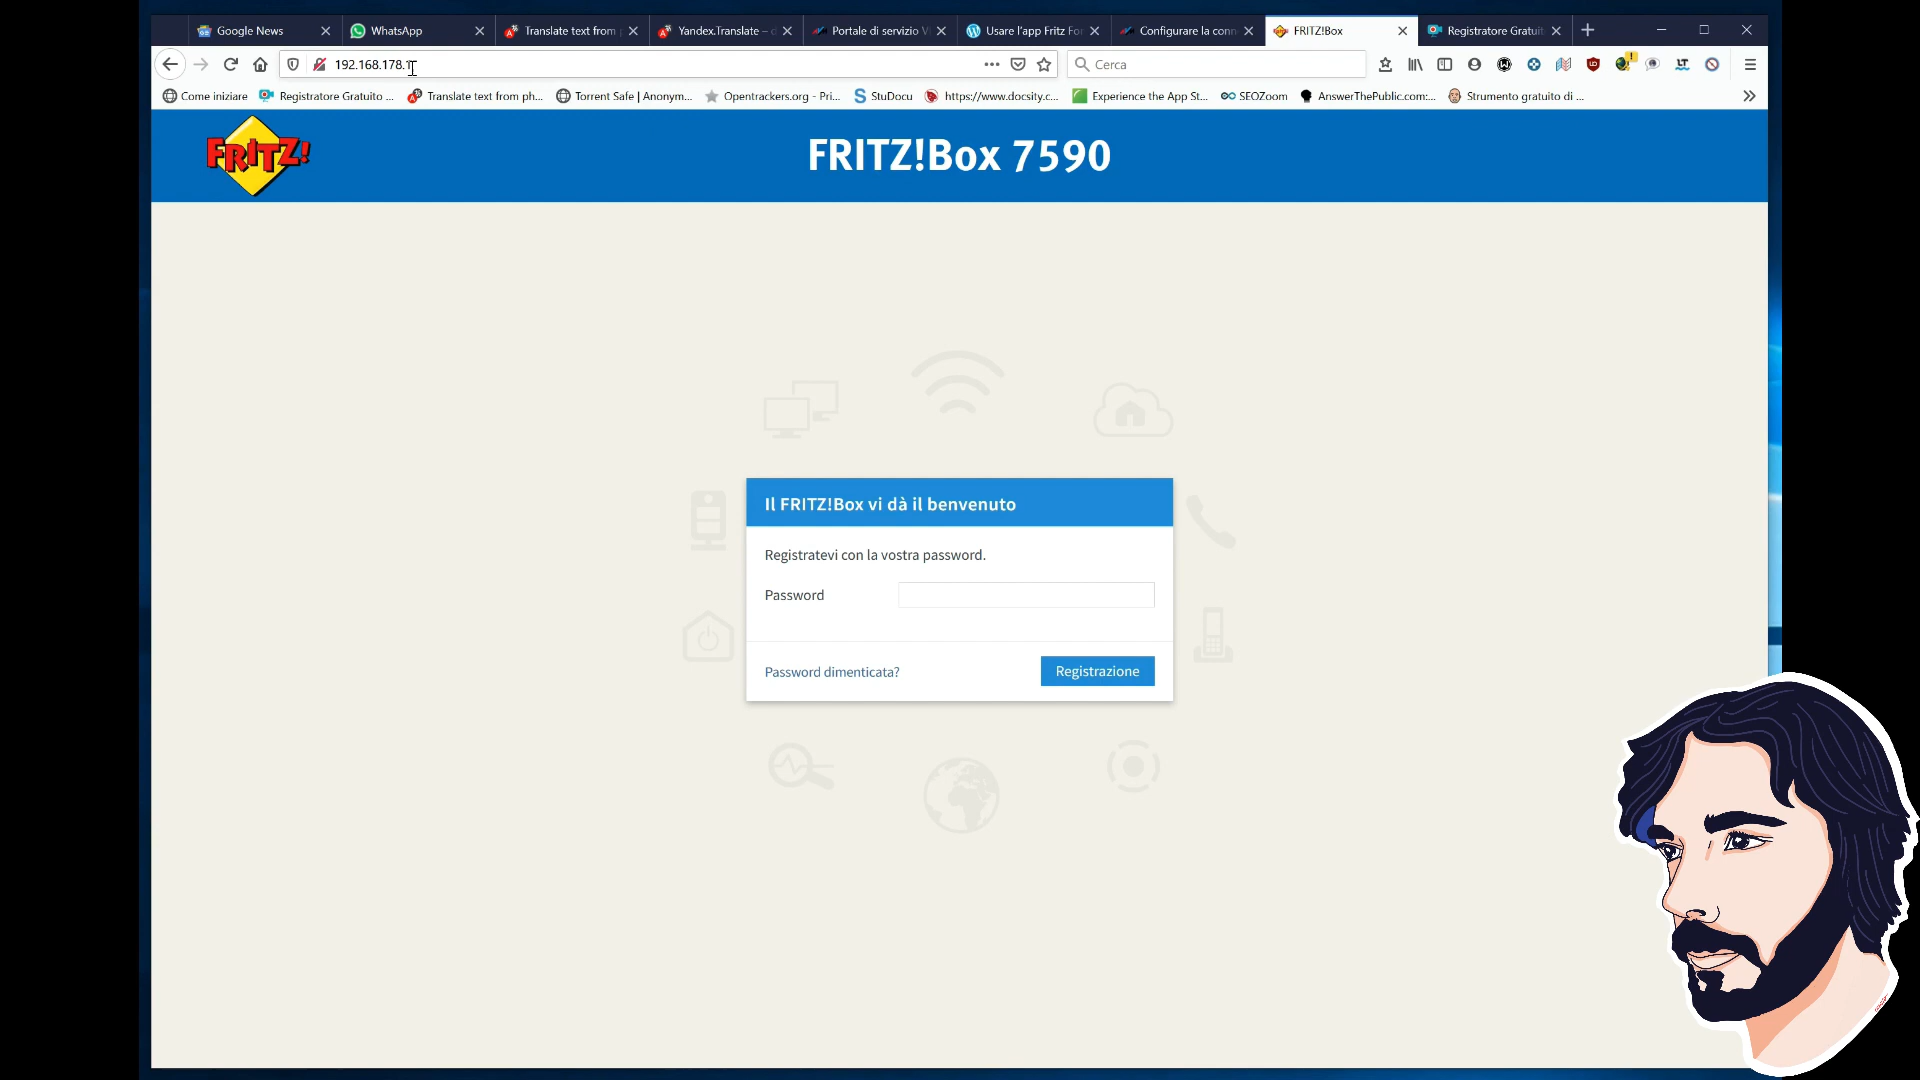 Google News
WhatsApp
Translate text from
Yandex.Translate –
Portale di servizio V
Usare l'app Fritz Fo
Configurare la conn
FRITZ!Box
Registratore Gratuit
192.168.178.1
Cerca
Come iniziare
Registratore Gratuito ...
Translate text from ph...
Torrent Safe | Anonym...
Opentrackers.org - Pri...
StuDocu
https://www.docsity.c...
Experience the App St...
SEOZoom
AnswerThePublic.com:...
Strumento gratuito di ...
FRITZ!
FRITZ!Box 7590
Il FRITZ!Box vi dà il benvenuto
Registratevi con la vostra password.
Password
Password dimenticata?
Registrazione